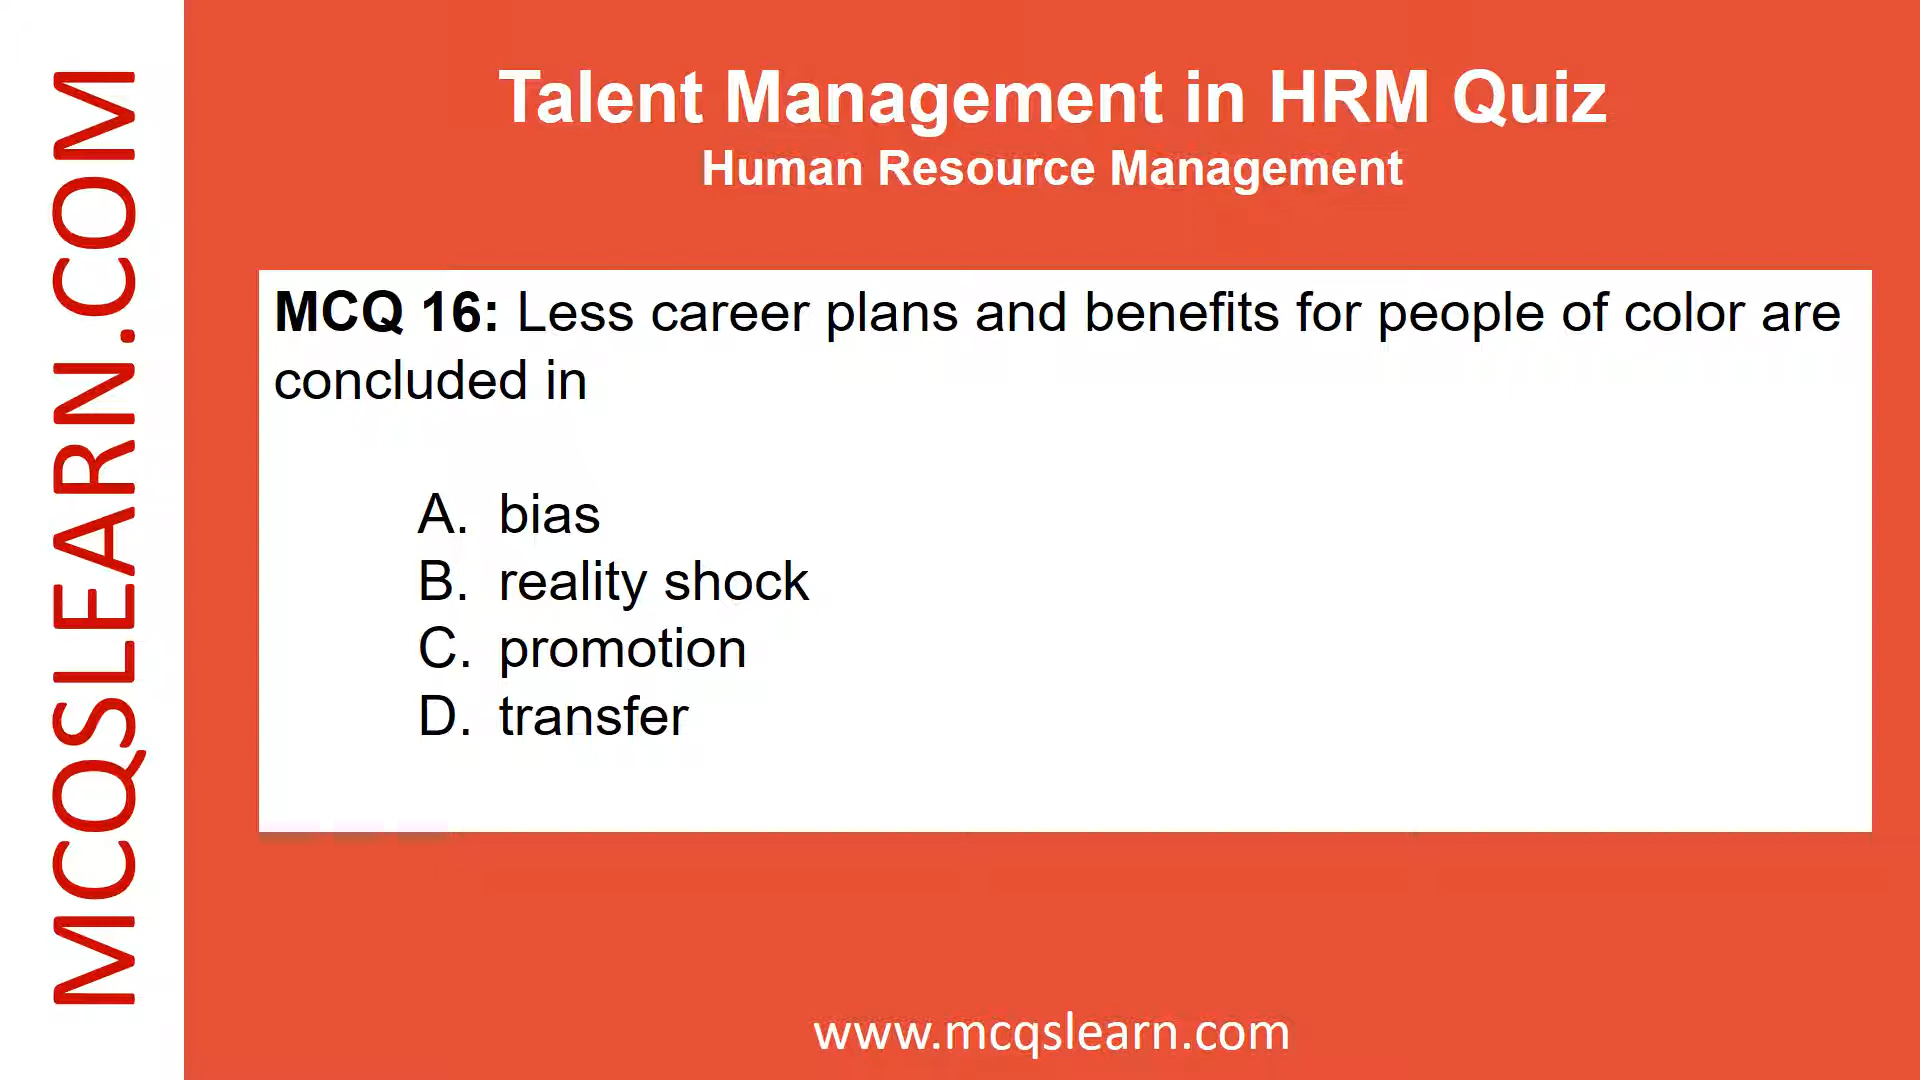 MCQSLEARN.COM
Talent Management in HRM Quiz
Human Resource Management
MCQ 16: Less career plans and benefits for people of color are
concluded in
A. bias
B. reality shock
C. promotion
D. transfer
www.mcqslearn.com